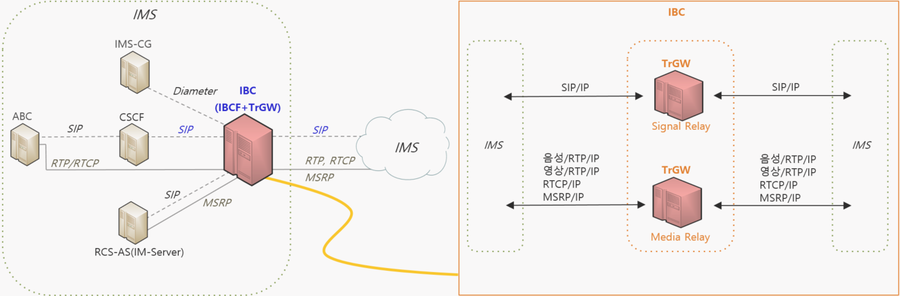 IMS
IMS-CG
Diameter
IBC
(IBCF+TrGW)
ABC
SIP
CSCF
SIP
SIP
RTP/RTCP
RTP, RTCP
MSRP
IMS
SIP
MSRP
RCS-AS(IM-Server)
IBC
TrGW
SIP/IP
SIP/IP
Signal Relay
IMS
IMS
음성/RTP/IP
영상/RTP/IP
RTCP/IP
MSRP/IP
TrGW
음성/RTP/IP
영상/RTP/IP
RTCP/IP
MSRP/IP
Media Relay